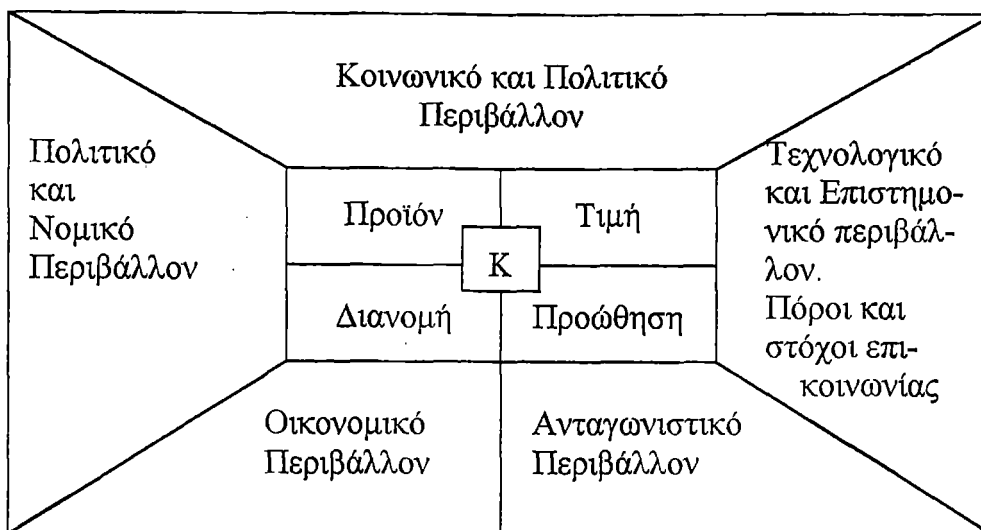 Κοινωνικό και Πολιτικό
Περιβάλλον
Πολιτικό
και
Νομικό
Περιβάλλον
Προϊόν
Τιμή
Κ
Διανομή
Προώθηση
Τεχνολογικό
και Επιστημο-
νικό περιβάλ-
λον.
Πόροι και
στόχοι επι-
κοινωνίας
Οικονομικό
Περιβάλλον
Ανταγωνιστικό
Περιβάλλον